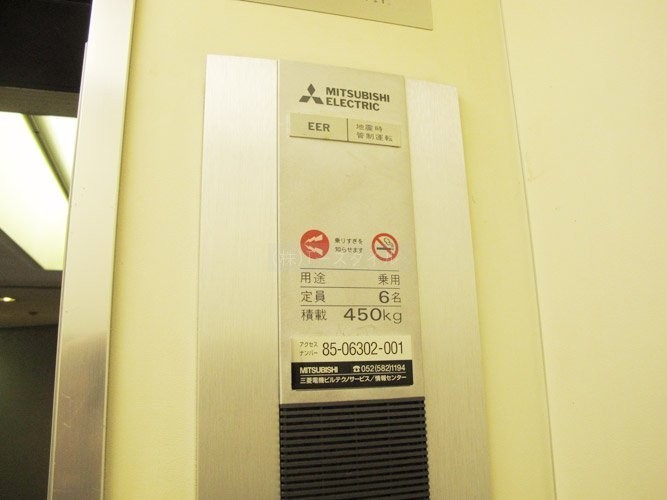 MITSUBISHI
ELECTRIC
EER
地震時
管制運転
乗りすぎを
知らせます
用途 乗用
定員 6名
積載 450kg
アクセス
ナンバー 85-06302-001
MITSUBISHI ☎052(582)1194
三菱電機ビルテクノサービス/情報センター